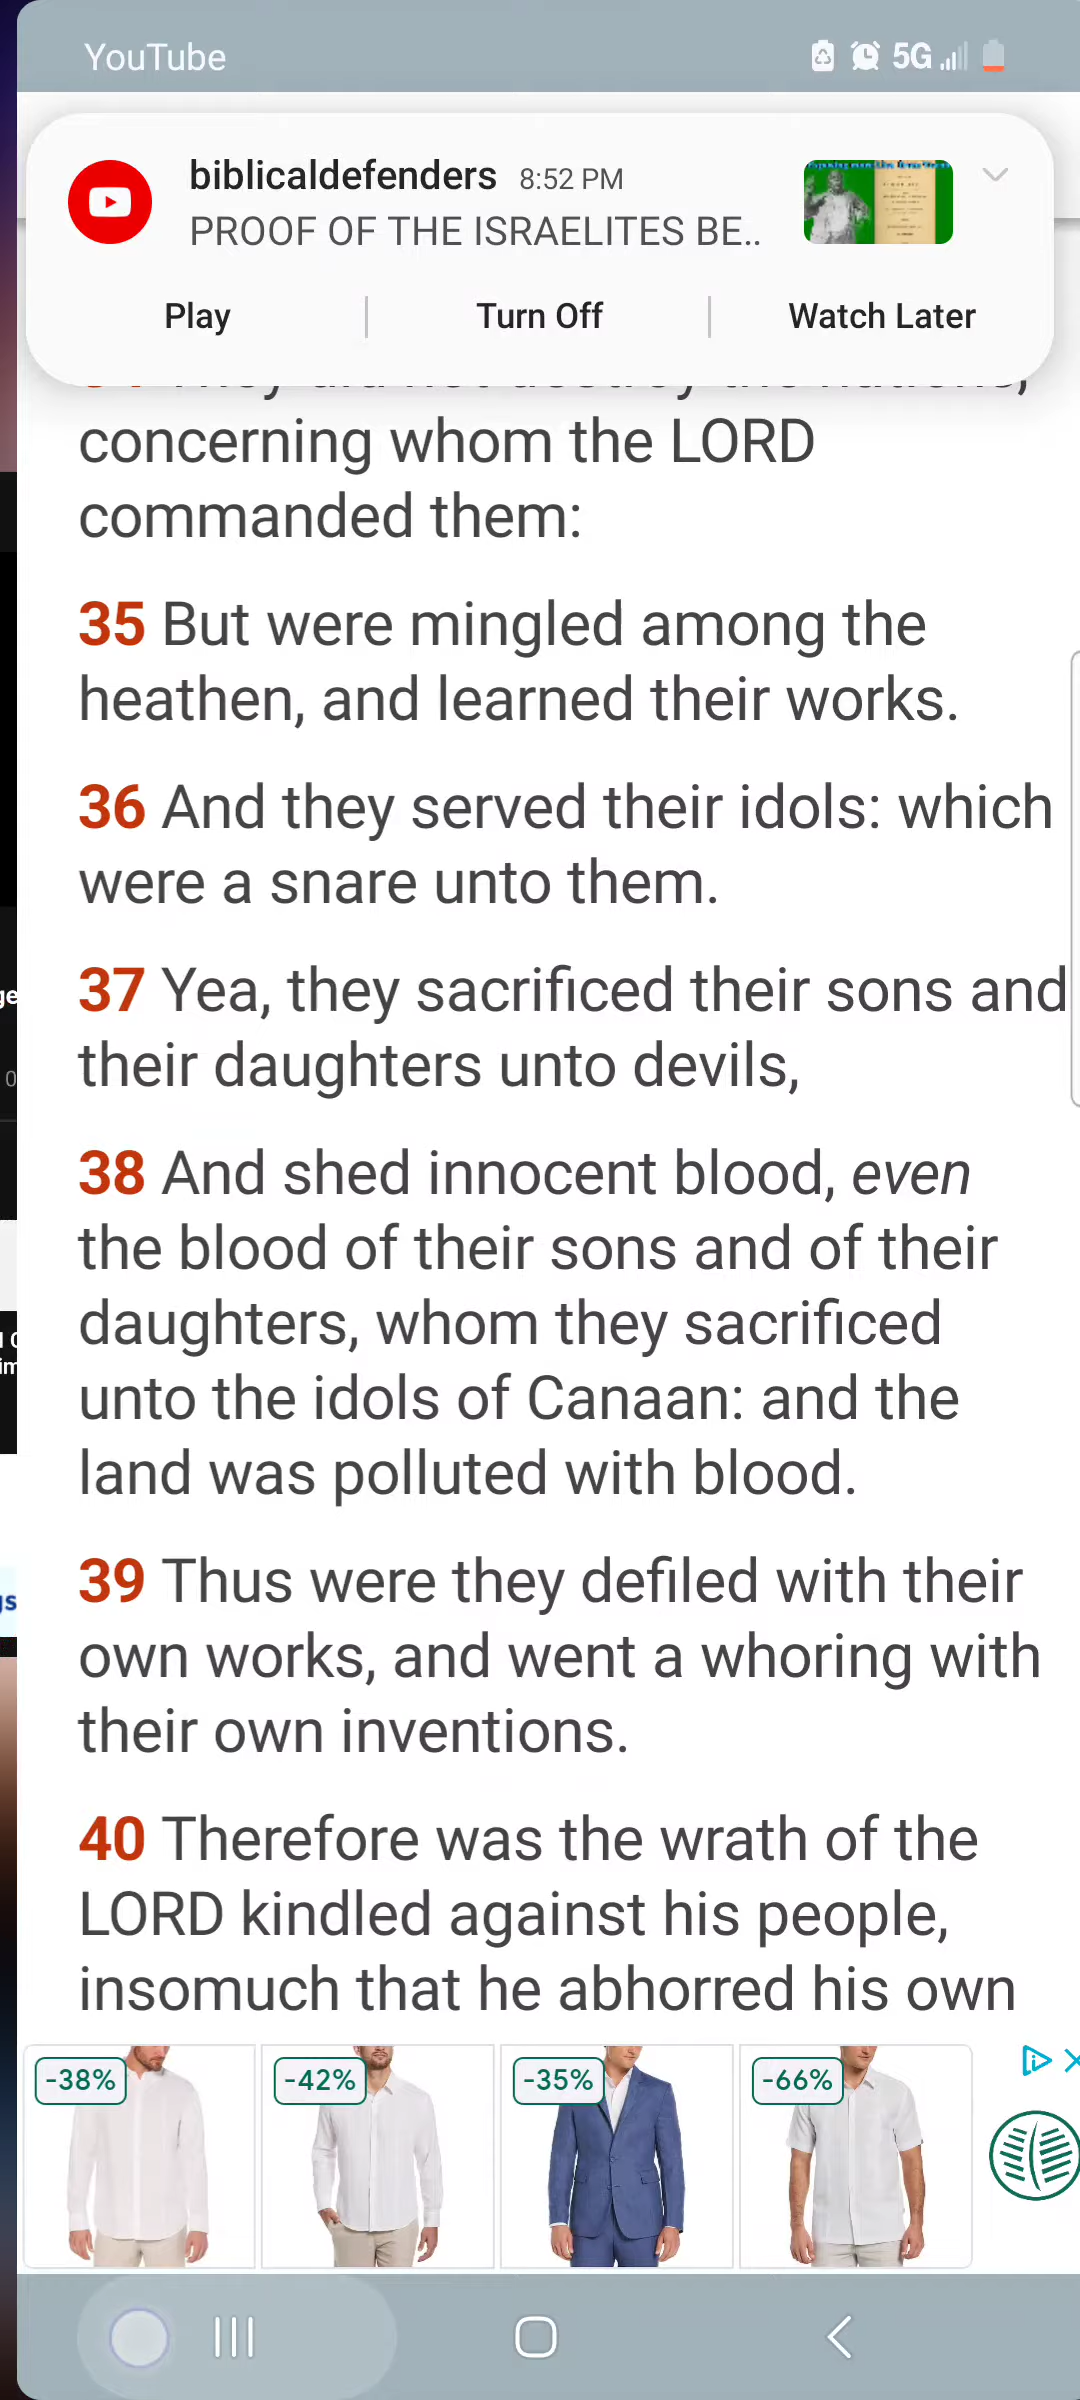 YouTube
5G
biblicaldefenders 8:52 PM
PROOF OF THE ISRAELITES BE..
Play
Turn Off
Watch Later
They did not destroy the nations,
concerning whom the LORD
commanded them:
35 But were mingled among the
heathen, and learned their works.
36 And they served their idols: which
were a snare unto them.
37 Yea, they sacrificed their sons and
their daughters unto devils,
38 And shed innocent blood, even
the blood of their sons and of their
daughters, whom they sacrificed
unto the idols of Canaan: and the
land was polluted with blood.
39 Thus were they defiled with their
own works, and went a whoring with
their own inventions.
40 Therefore was the wrath of the
LORD kindled against his people,
insomuch that he abhorred his own
-38%
-42%
-35%
-66%